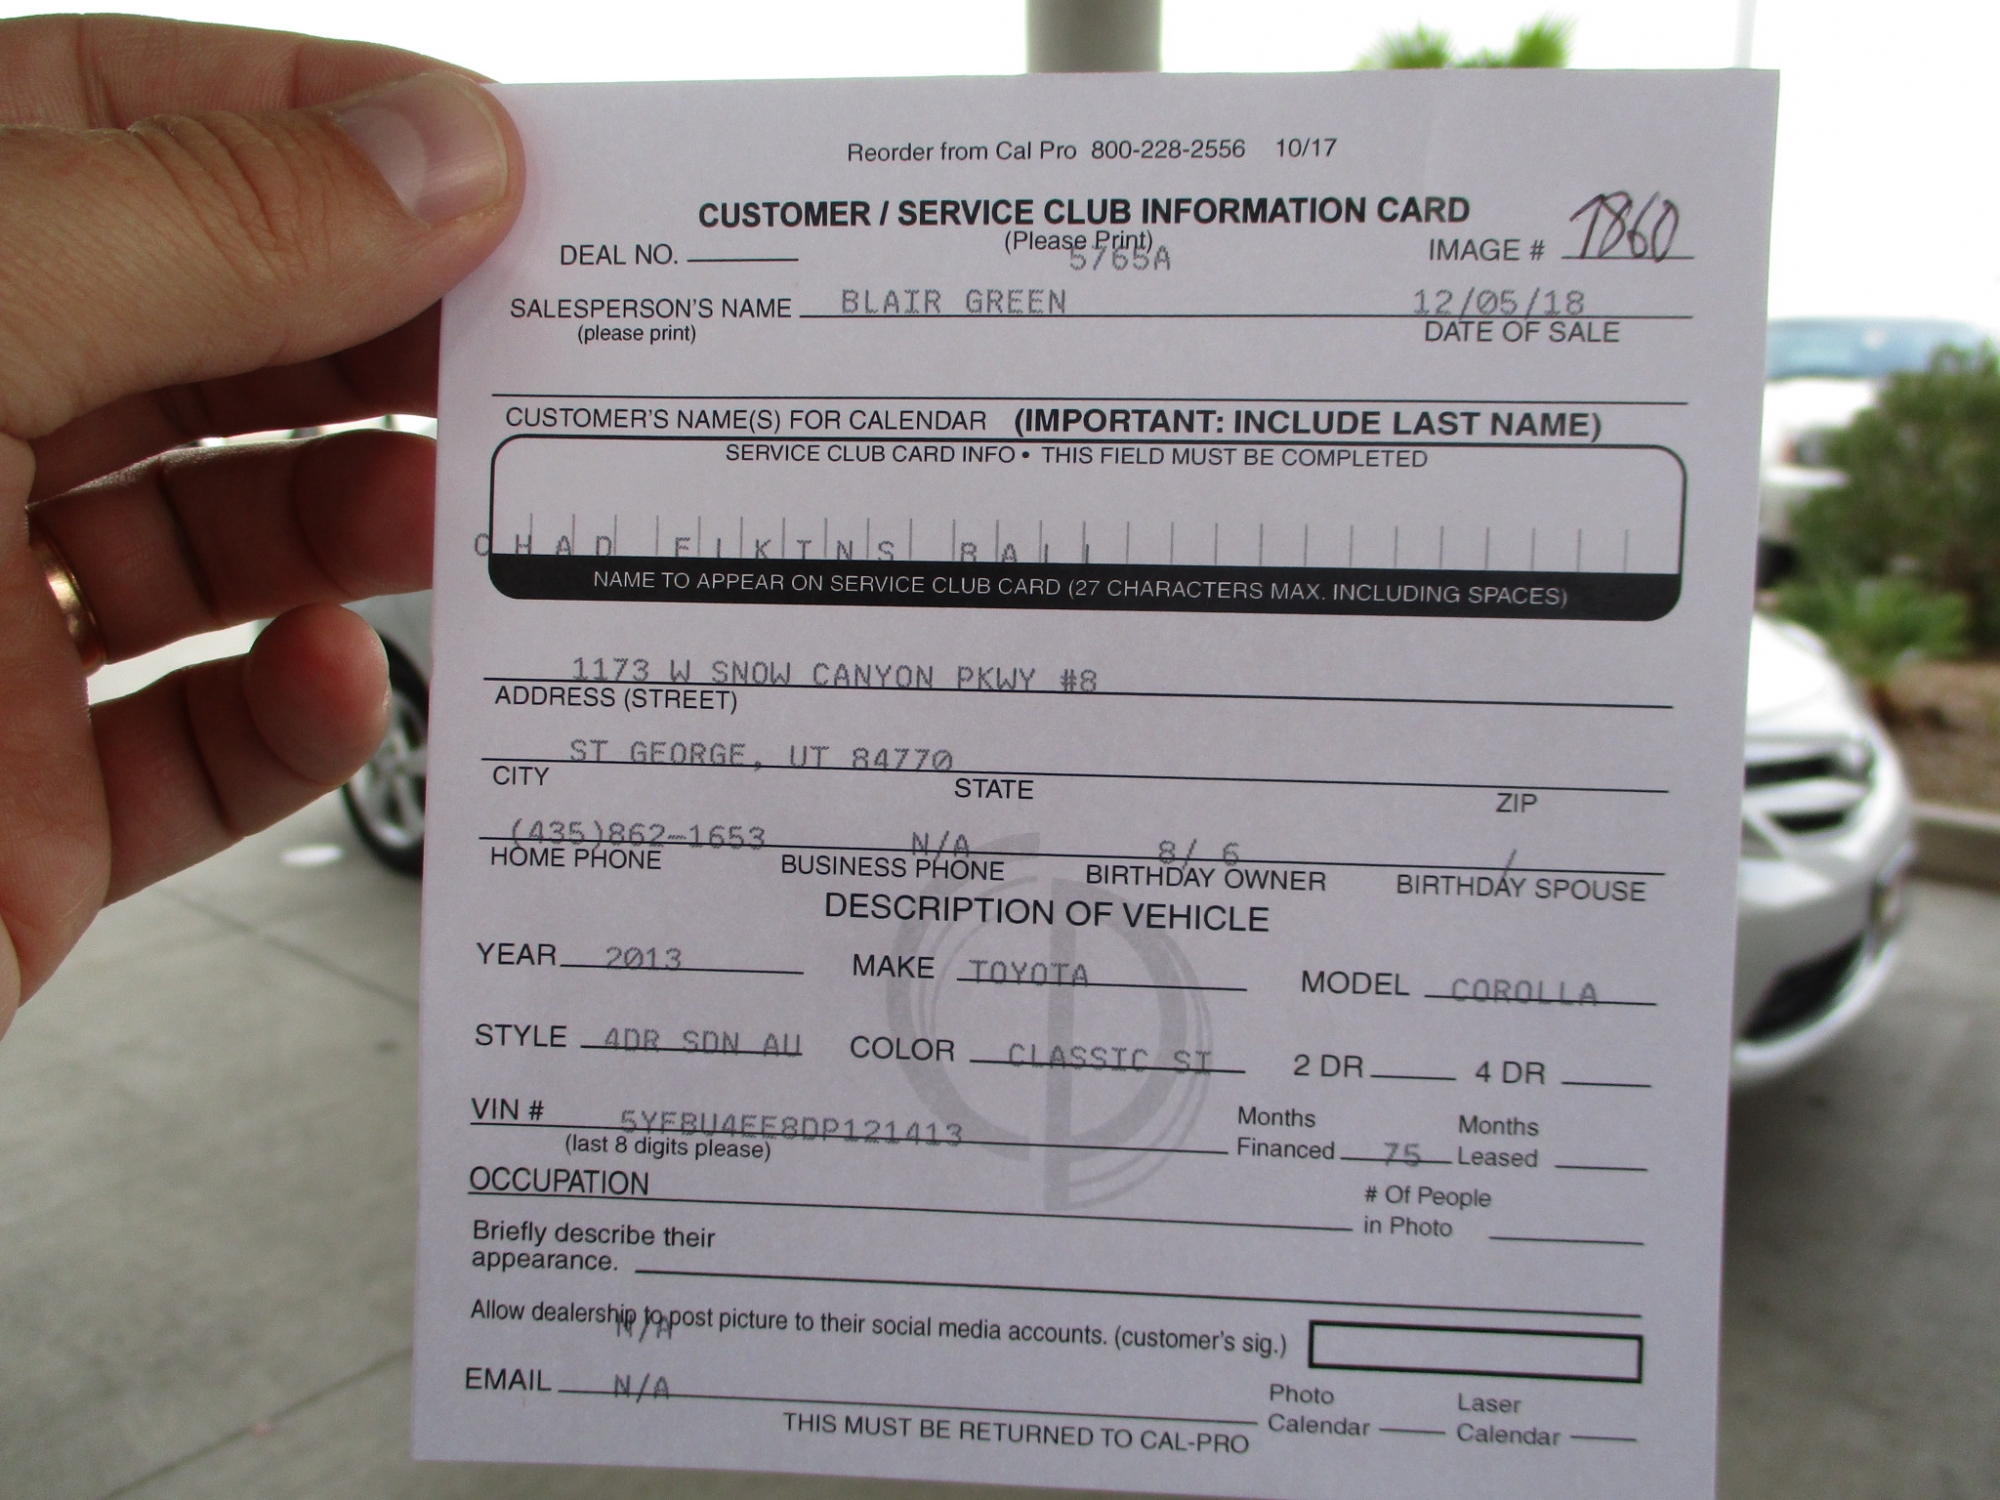 Reorder from Cal Pro 800-228-2556 10/17
CUSTOMER / SERVICE CLUB INFORMATION CARD
(Please Print)
DEAL NO. 5765A IMAGE # 7860
SALESPERSON'S NAME BLAIR GREEN 12/05/18
(please print) DATE OF SALE
CUSTOMER'S NAME(S) FOR CALENDAR (IMPORTANT: INCLUDE LAST NAME)
SERVICE CLUB CARD INFO • THIS FIELD MUST BE COMPLETED
CHAD ELKINS BALL
NAME TO APPEAR ON SERVICE CLUB CARD (27 CHARACTERS MAX. INCLUDING SPACES)
1173 W SNOW CANYON PKWY #8
ADDRESS (STREET)
ST GEORGE, UT 84770
CITY STATE ZIP
(435)862-1653 N/A 8/ 6 /
HOME PHONE BUSINESS PHONE BIRTHDAY OWNER BIRTHDAY SPOUSE
DESCRIPTION OF VEHICLE
YEAR 2013 MAKE TOYOTA MODEL COROLLA
STYLE 4DR SDN AU COLOR CLASSIC SI 2 DR 4 DR
VIN # 5YFBU4EE8DP121413 Months Financed 75 Months Leased
(last 8 digits please)
OCCUPATION # Of People in Photo
Briefly describe their
appearance.
Allow dealership to post picture to their social media accounts. (customer's sig.)
N/A
EMAIL N/A Photo Calendar Laser Calendar
THIS MUST BE RETURNED TO CAL-PRO